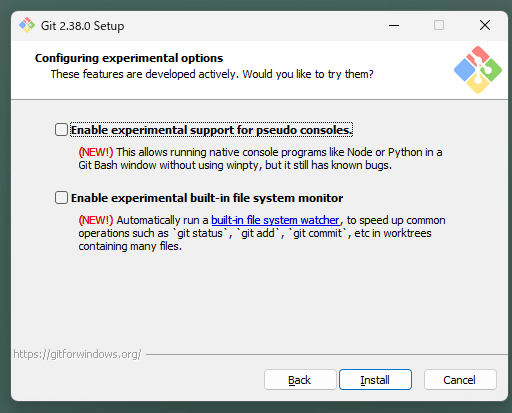 Git 2.38.0 Setup
Configuring experimental options
These features are developed actively. Would you like to try them?
Enable experimental support for pseudo consoles.
(NEW!) This allows running native console programs like Node or Python in a
Git Bash window without using winpty, but it still has known bugs.
Enable experimental built-in file system monitor
(NEW!) Automatically run a built-in file system watcher, to speed up common
operations such as `git status`, `git add`, `git commit`, etc in worktrees
containing many files.
https://gitforwindows.org/
Back
Install
Cancel